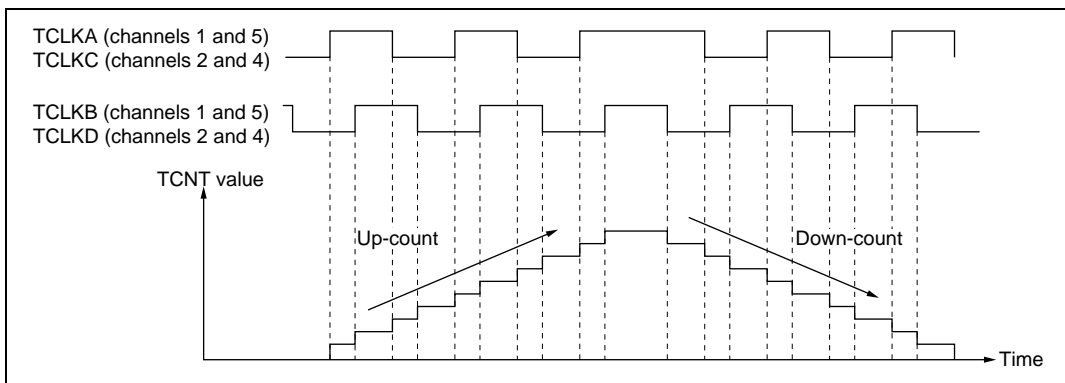 TCLKA (channels 1 and 5)
TCLKC (channels 2 and 4)
TCLKB (channels 1 and 5)
TCLKD (channels 2 and 4)
TCNT value
Up-count
Down-count
Time